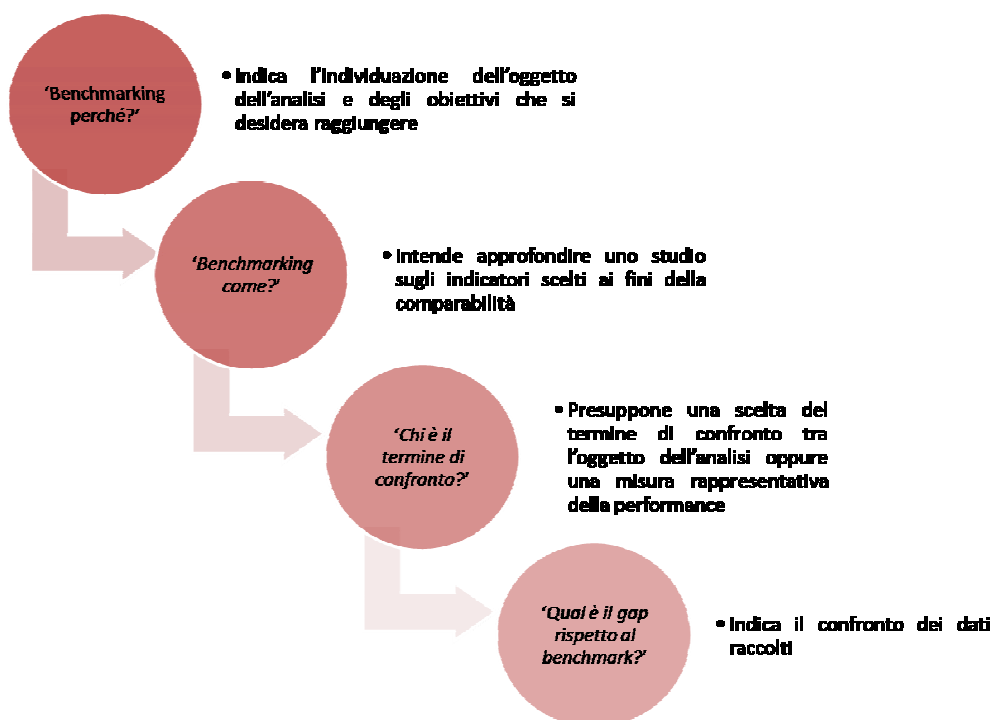 'Benchmarking
perché?'
• Indica l'individuazione dell'oggetto
dell'analisi e degli obiettivi che si
desidera raggiungere
'Benchmarking
come?'
• Intende approfondire uno studio
sugli indicatori scelti ai fini della
comparabilità
'Chi è il
termine di
confronto?'
• Presuppone una scelta del
termine di confronto tra
l'oggetto dell'analisi oppure
una misura rappresentativa
della performance
'Qual è il gap
rispetto al
benchmark?'
• Indica il confronto dei dati
raccolti